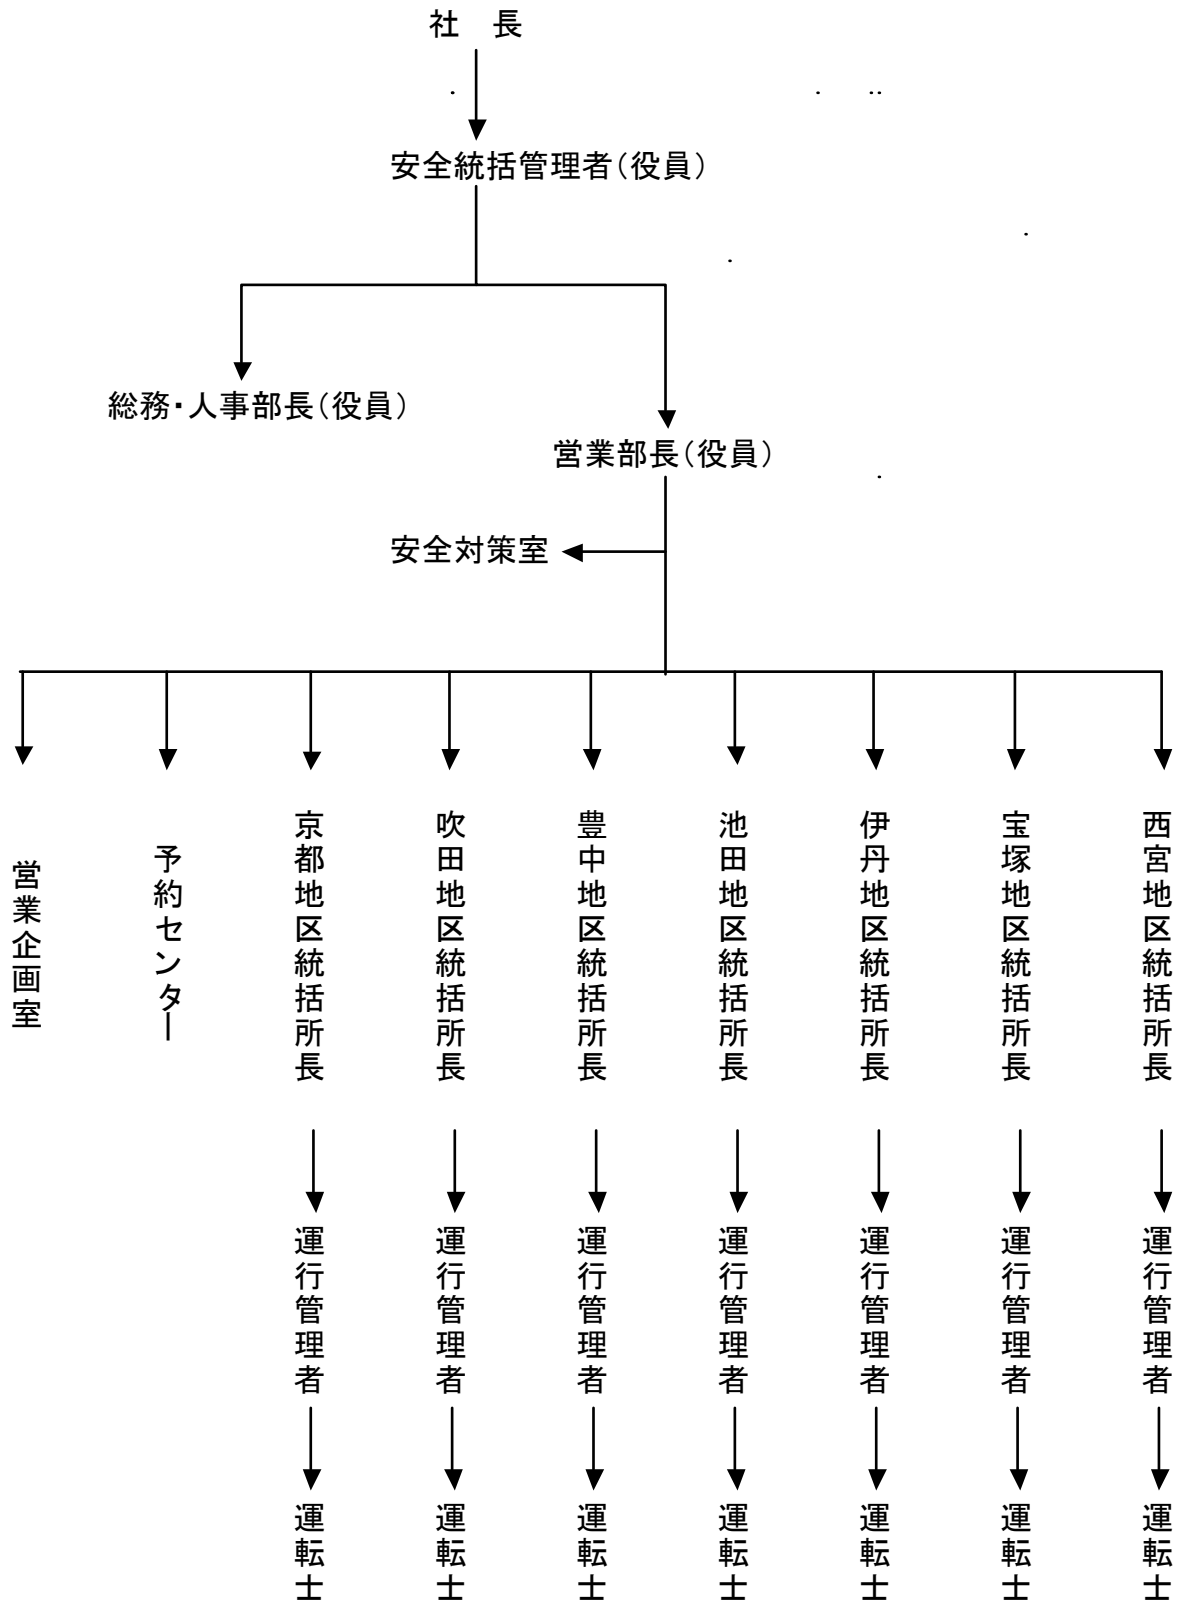 社　長
安全統括管理者（役員）
総務・人事部長（役員）
営業部長（役員）
安全対策室
営業企画室
予約センター
京都地区統括所長
吹田地区統括所長
豊中地区統括所長
池田地区統括所長
伊丹地区統括所長
宝塚地区統括所長
西宮地区統括所長
運行管理者
運行管理者
運行管理者
運行管理者
運行管理者
運行管理者
運行管理者
運転士
運転士
運転士
運転士
運転士
運転士
運転士